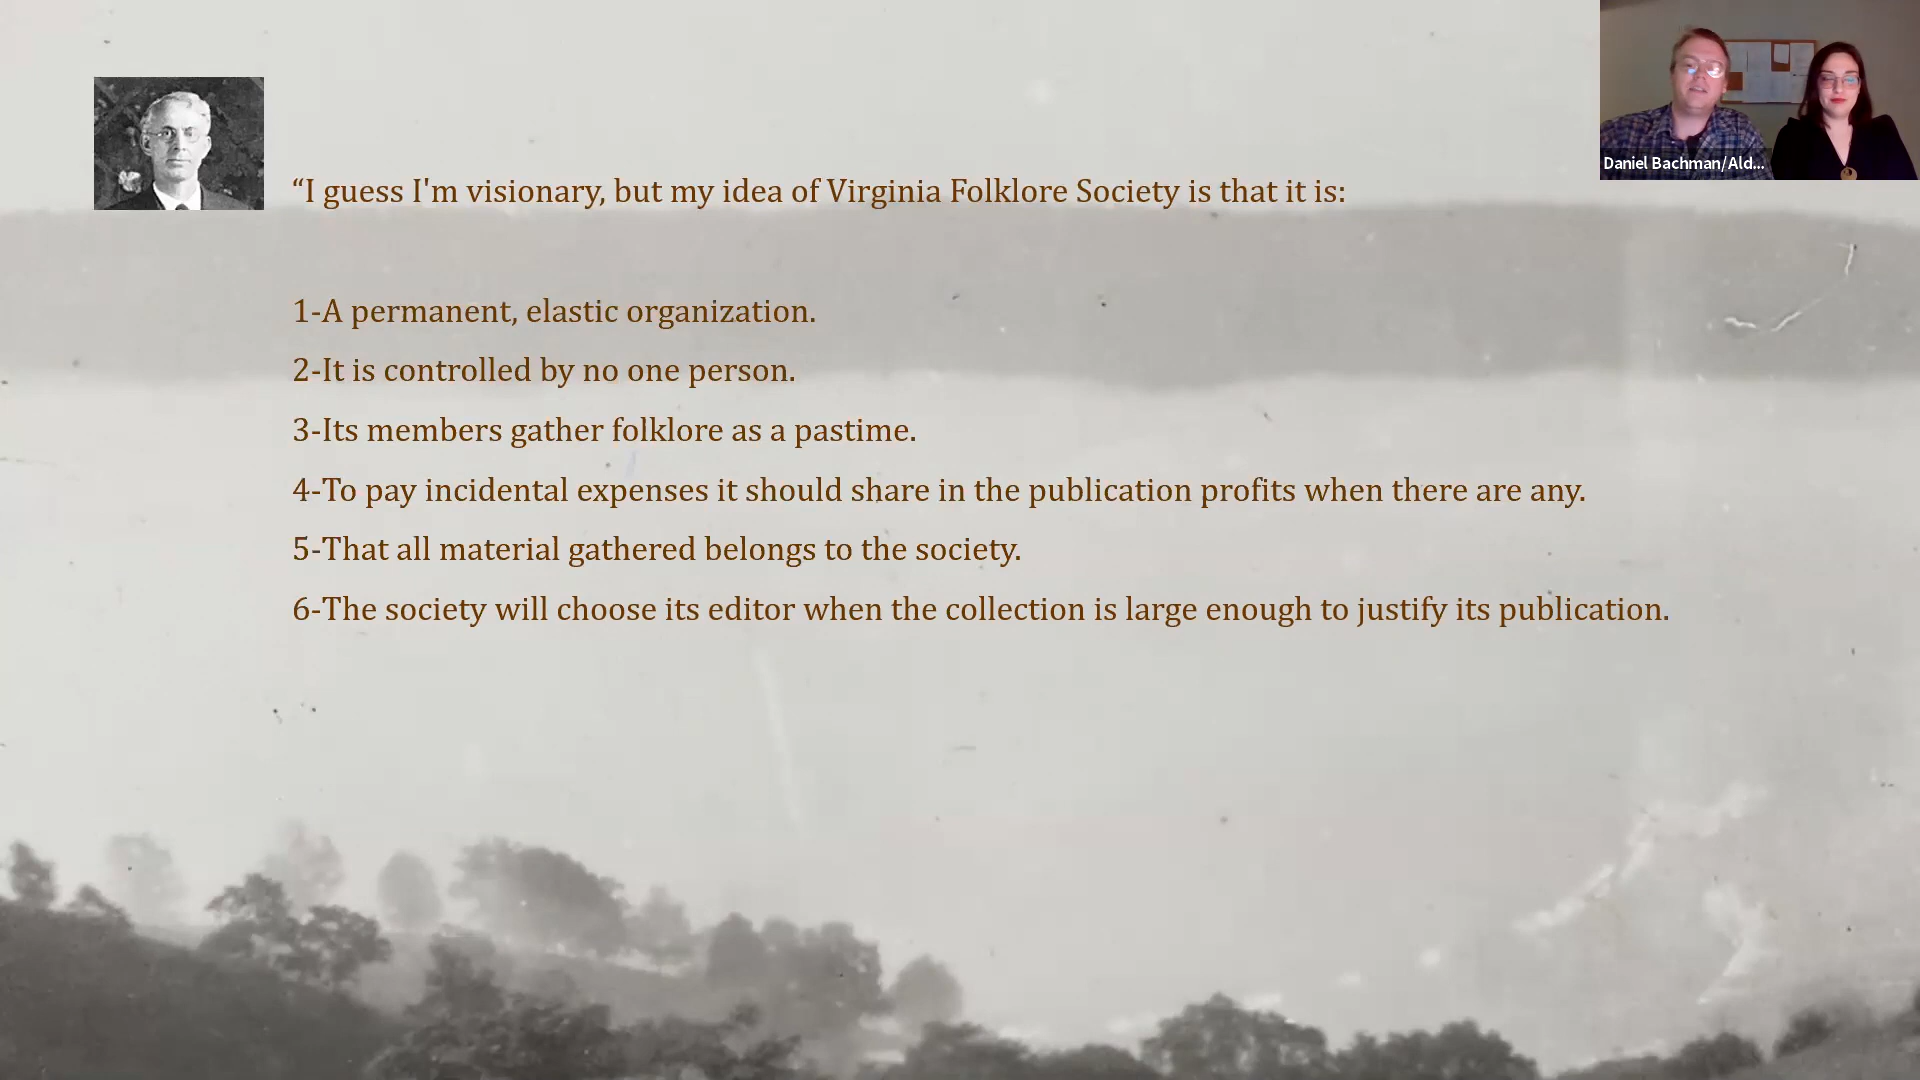 “I guess I'm visionary, but my idea of Virginia Folklore Society is that it is:
1-A permanent, elastic organization.
2-It is controlled by no one person.
3-Its members gather folklore as a pastime.
4-To pay incidental expenses it should share in the publication profits when there are any.
5-That all material gathered belongs to the society.
6-The society will choose its editor when the collection is large enough to justify its publication.
Daniel Bachman/Ald...